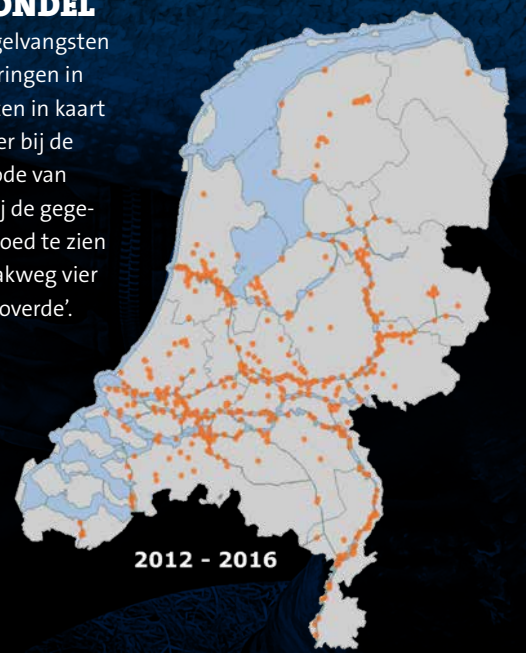 ONDEL
gelvangsten
ringen in
en in kaart
er bij de
ode van
j de gege-
oed te zien
akweg vier
overde’.
2012 - 2016